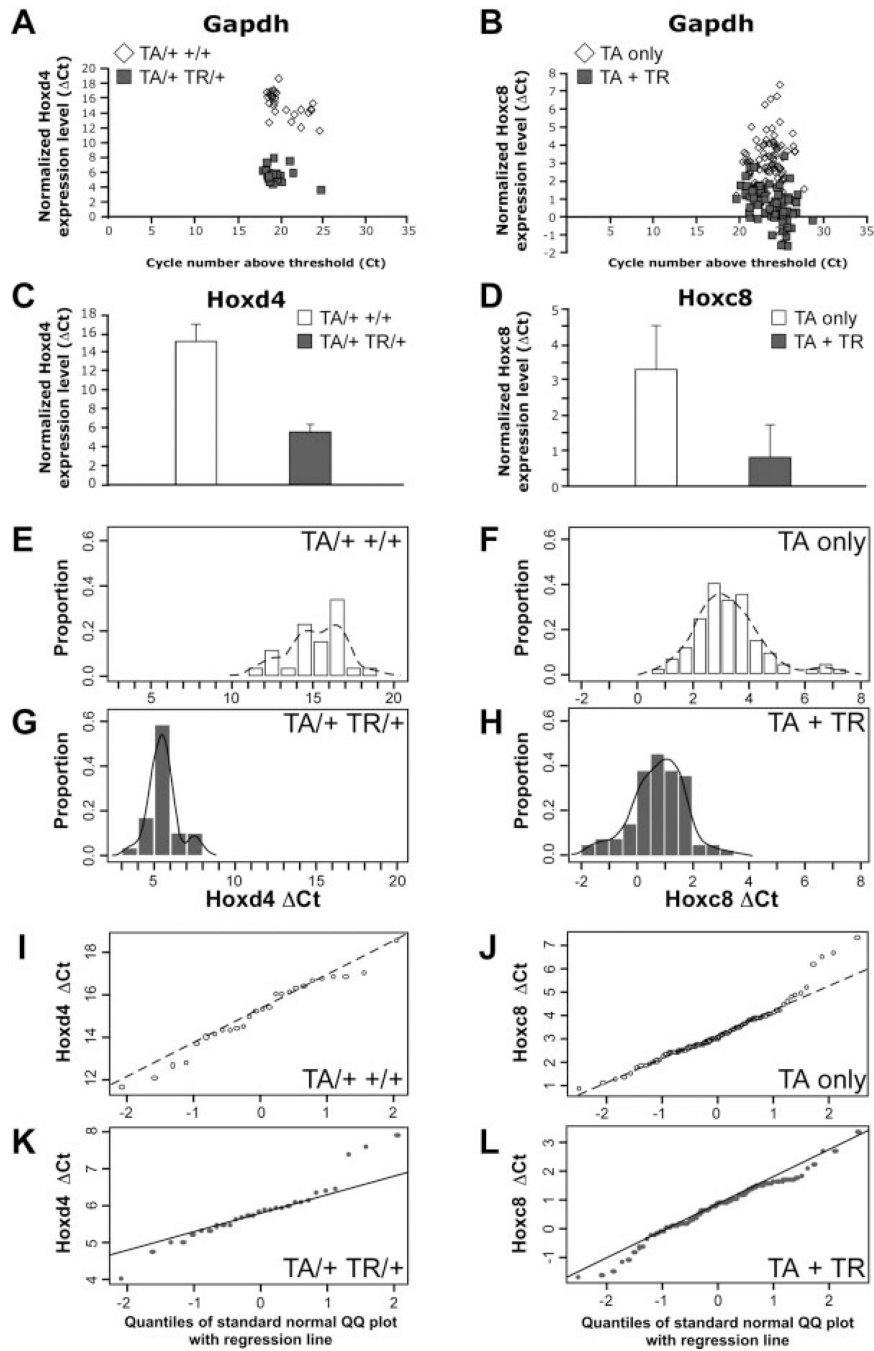 A
Gapdh
TA/+ +/+
TA/+ TR/+
Normalized Hoxd4
expression level (ΔCt)
20
18
16
14
12
10
8
6
4
2
0
0 5 10 15 20 25 30 35
Cycle number above threshold (Ct)
B
Gapdh
TA only
TA + TR
Normalized Hoxc8
expression level (ΔCt)
8
7
6
5
4
3
2
1
0
-1
-2
5 10 15 20 25 30 35
Cycle number above threshold (Ct)
C
Hoxd4
TA/+ +/+
TA/+ TR/+
Normalized Hoxd4
expression level (ΔCt)
18
16
14
12
10
8
6
4
2
0
D
Hoxc8
TA only
TA + TR
Normalized Hoxc8
expression level (ΔCt)
5
4
3
2
1
0
E
TA/+ +/+
Proportion
0.6
0.4
0.2
0.0
5 10 15 20
F
TA only
Proportion
0.6
0.4
0.2
0.0
-2 0 2 4 6 8
G
TA/+ TR/+
Proportion
0.6
0.4
0.2
0.0
5 10 15 20
Hoxd4 ΔCt
H
TA + TR
Proportion
0.6
0.4
0.2
0.0
-2 0 2 4 6 8
Hoxc8 ΔCt
I
Hoxd4 ΔCt
18
16
14
12
TA/+ +/+
-2 -1 0 1 2
J
Hoxc8 ΔCt
7
6
5
4
3
2
1
TA only
-2 -1 0 1 2
K
Hoxd4 ΔCt
8
7
6
5
4
TA/+ TR/+
-2 -1 0 1 2
Quantiles of standard normal QQ plot
with regression line
L
Hoxc8 ΔCt
3
2
1
0
-1
TA + TR
-2 -1 0 1 2
Quantiles of standard normal QQ plot
with regression line